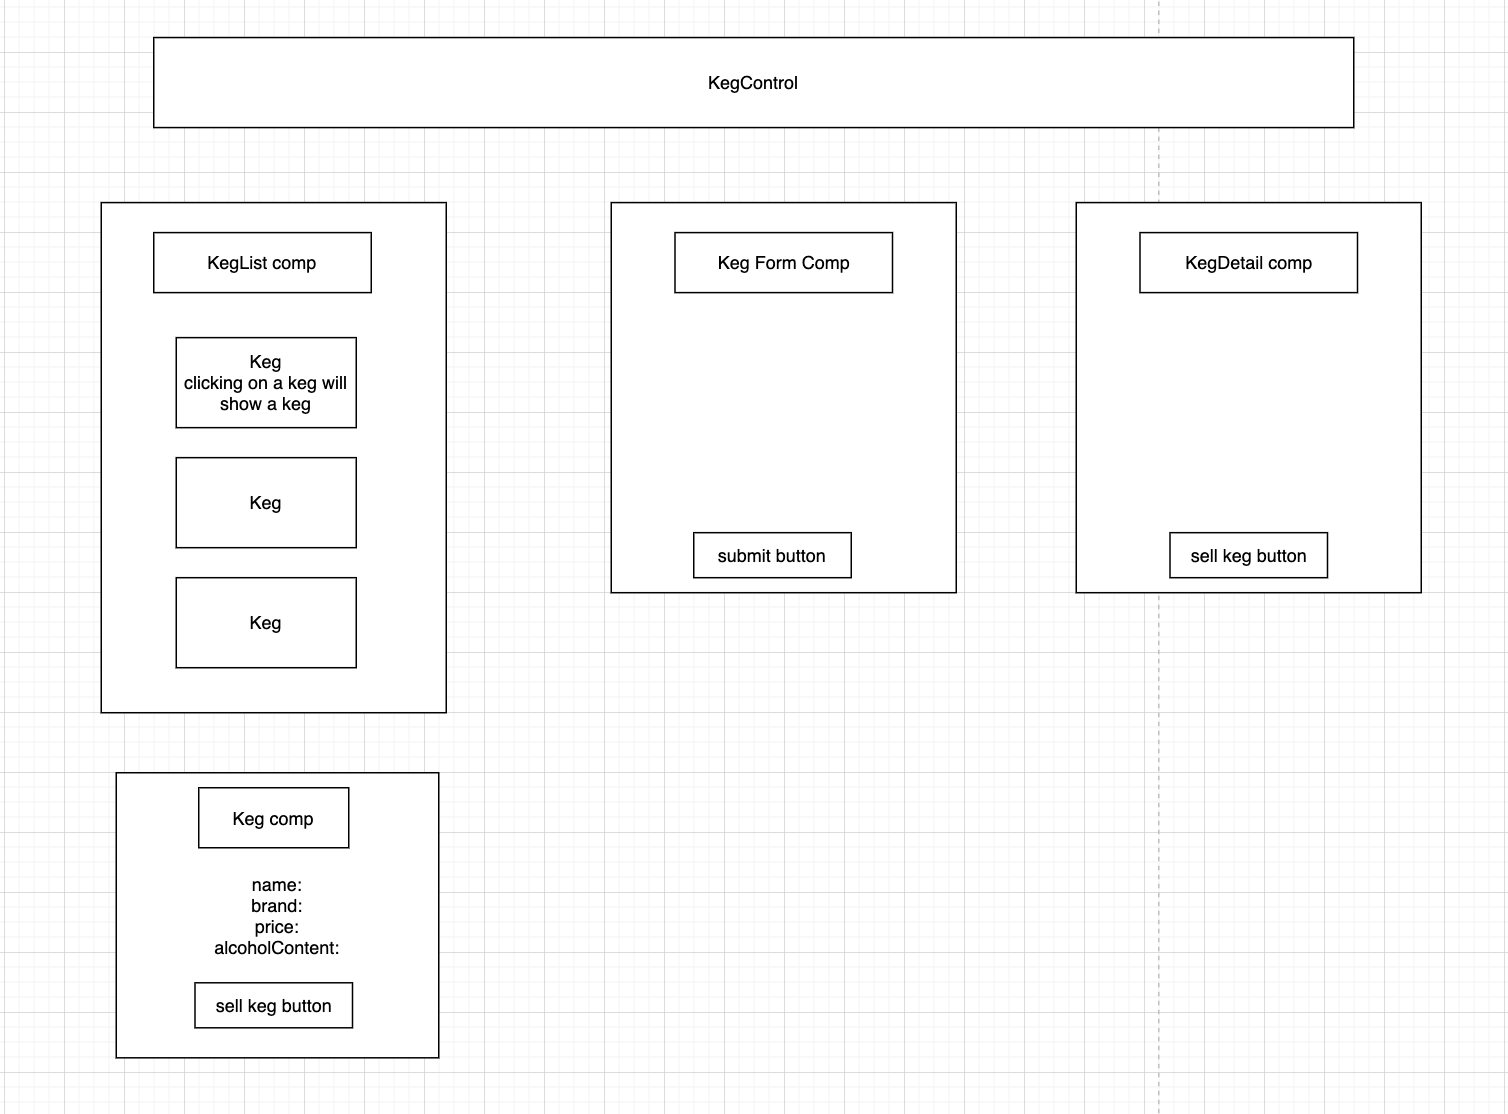 KegControl
KegList comp
Keg
clicking on a keg will
show a keg
Keg
Keg
Keg Form Comp
submit button
KegDetail comp
sell keg button
Keg comp
name:
brand:
price:
alcoholContent:
sell keg button